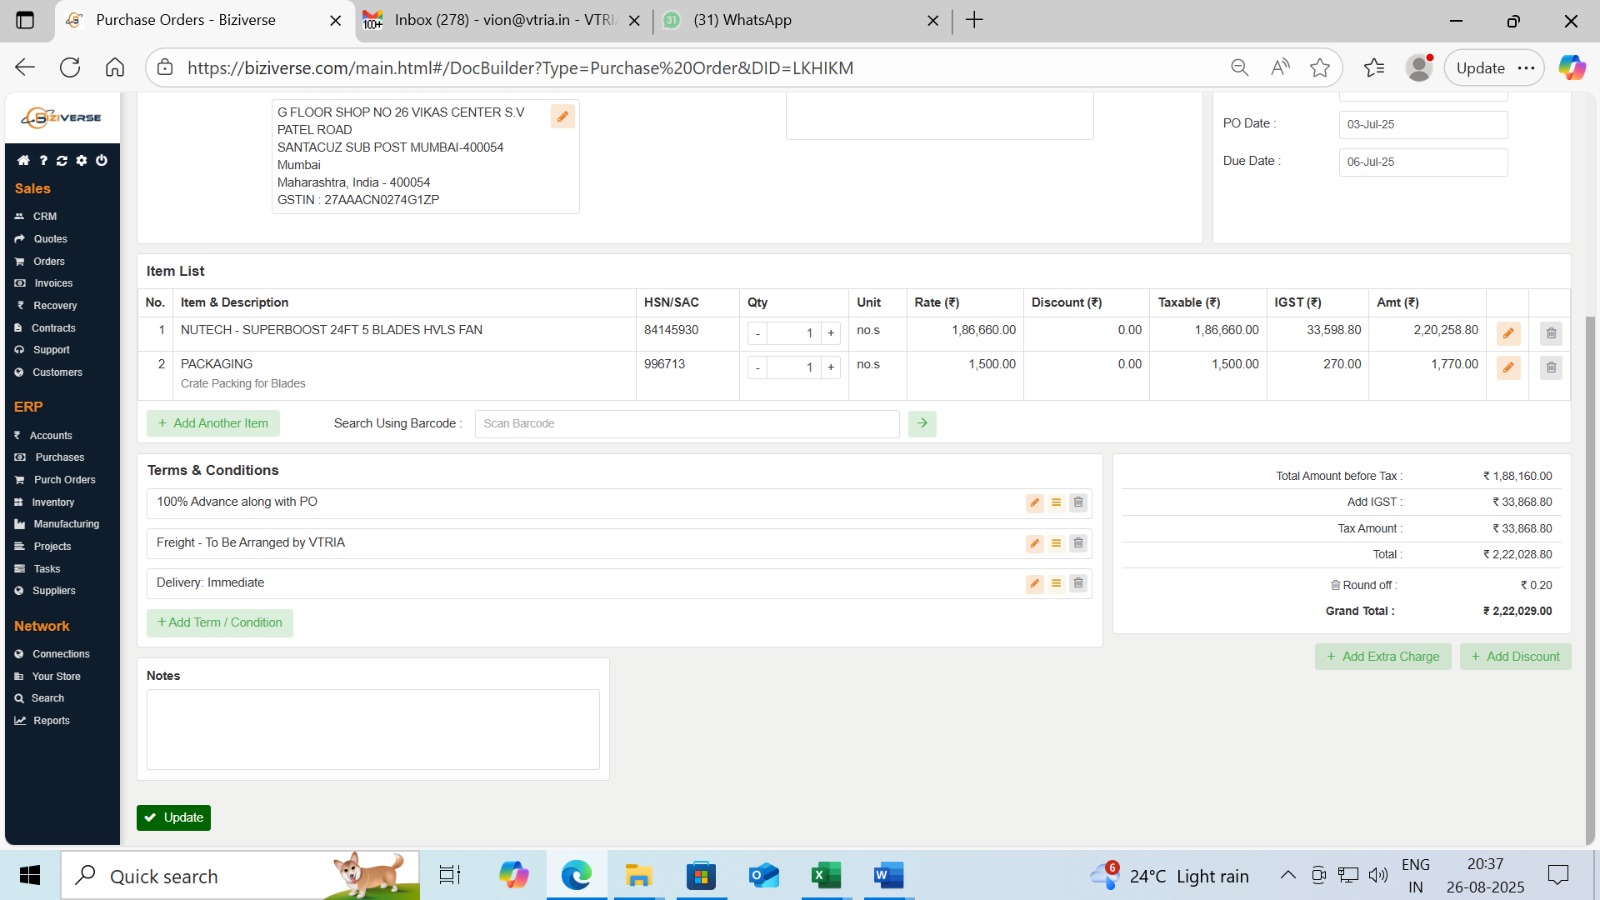 Purchase Orders - Biziverse
Inbox (278) - vion@vtria.in - VTRI
(31) WhatsApp
https://biziverse.com/main.html#/DocBuilder?Type=Purchase%20Order&DID=LKHIKM
Update
BIZIVERSE
Sales
CRM
Quotes
Orders
Invoices
Recovery
Contracts
Support
Customers
ERP
Accounts
Purchases
Purch Orders
Inventory
Manufacturing
Projects
Tasks
Suppliers
Network
Connections
Your Store
Search
Reports
G FLOOR SHOP NO 26 VIKAS CENTER S.V
PATEL ROAD
SANTACUZ SUB POST MUMBAI-400054
Mumbai
Maharashtra, India - 400054
GSTIN : 27AAACN0274G1ZP
PO Date : 03-Jul-25
Due Date : 06-Jul-25
Item List
No. Item & Description HSN/SAC Qty Unit Rate (₹) Discount (₹) Taxable (₹) IGST (₹) Amt (₹)
1 NUTECH - SUPERBOOST 24FT 5 BLADES HVLS FAN 84145930 - 1 + no.s 1,86,660.00 0.00 1,86,660.00 33,598.80 2,20,258.80
2 PACKAGING 996713 - 1 + no.s 1,500.00 0.00 1,500.00 270.00 1,770.00
Crate Packing for Blades
+ Add Another Item Search Using Barcode : Scan Barcode
Terms & Conditions
100% Advance along with PO
Freight - To Be Arranged by VTRIA
Delivery: Immediate
+ Add Term / Condition
Total Amount before Tax : ₹ 1,88,160.00
Add IGST : ₹ 33,868.80
Tax Amount : ₹ 33,868.80
Total : ₹ 2,22,028.80
Round off : ₹ 0.20
Grand Total : ₹ 2,22,029.00
+ Add Extra Charge + Add Discount
Notes
Update
Quick search
6
24°C Light rain
ENG
IN
20:37
26-08-2025